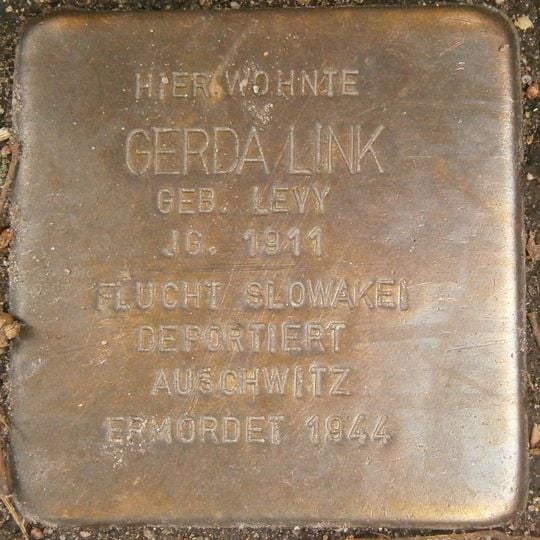 HIER WOHNTE
GERDA LINK
GEB. LEVY
JG. 1911
FLUCHT SLOWAKEI
DEPORTIERT
AUSCHWITZ
ERMORDET 1944